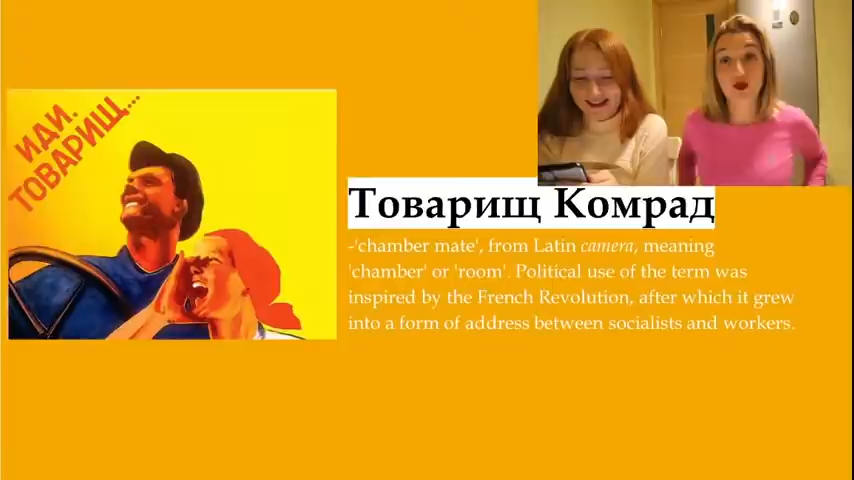 ИДИ,
ТОВАРИЩ...
Товарищ Комрад
-'chamber mate', from Latin camera, meaning
'chamber' or 'room'. Political use of the term was
inspired by the French Revolution, after which it grew
into a form of address between socialists and workers.